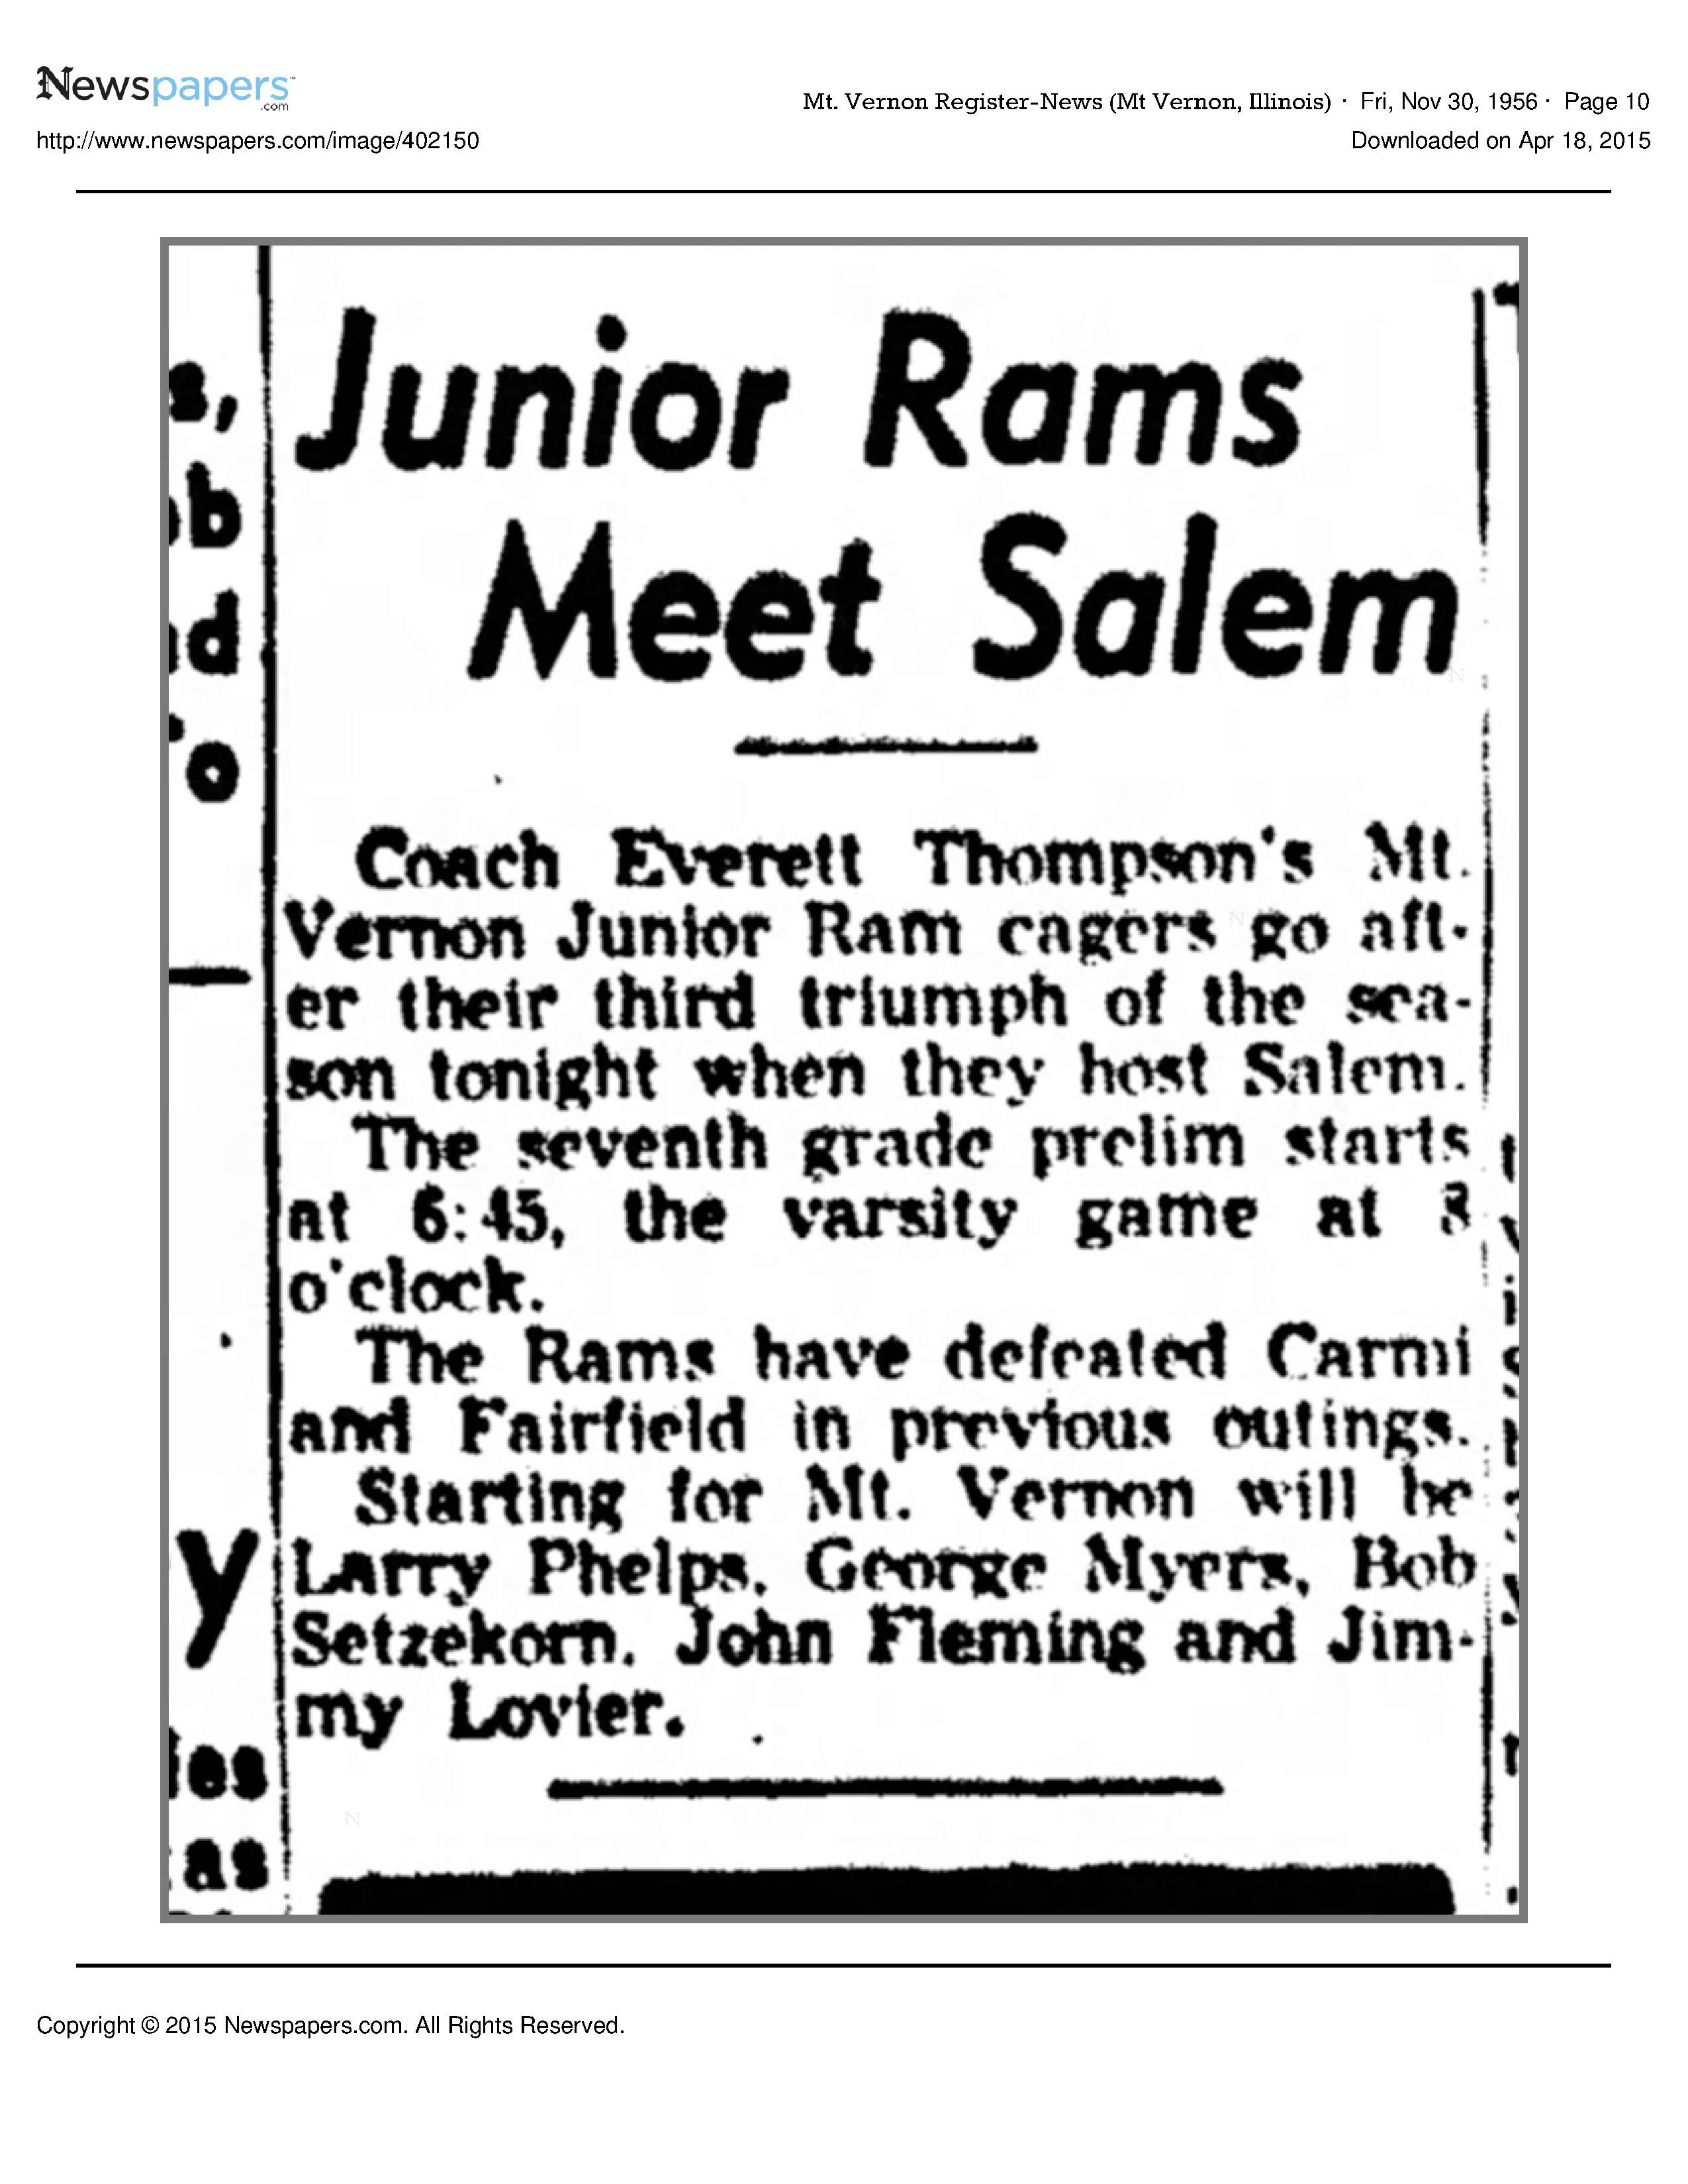 Newspapers™
.com
Mt. Vernon Register-News (Mt Vernon, Illinois) · Fri, Nov 30, 1956 · Page 10
http://www.newspapers.com/image/402150
Downloaded on Apr 18, 2015
Junior Rams
Meet Salem
Coach Everett Thompson's Mt.
Vernon Junior Ram cagers go aft-
er their third triumph of the sea-
son tonight when they host Salem.
The seventh grade prelim starts
at 6:45, the varsity game at 8
o'clock.
The Rams have defeated Carmi
and Fairfield in previous outings.
Starting for Mt. Vernon will be
Larry Phelps, George Myers, Bob
Setzekorn, John Fleming and Jim-
my Lovier.
Copyright © 2015 Newspapers.com. All Rights Reserved.